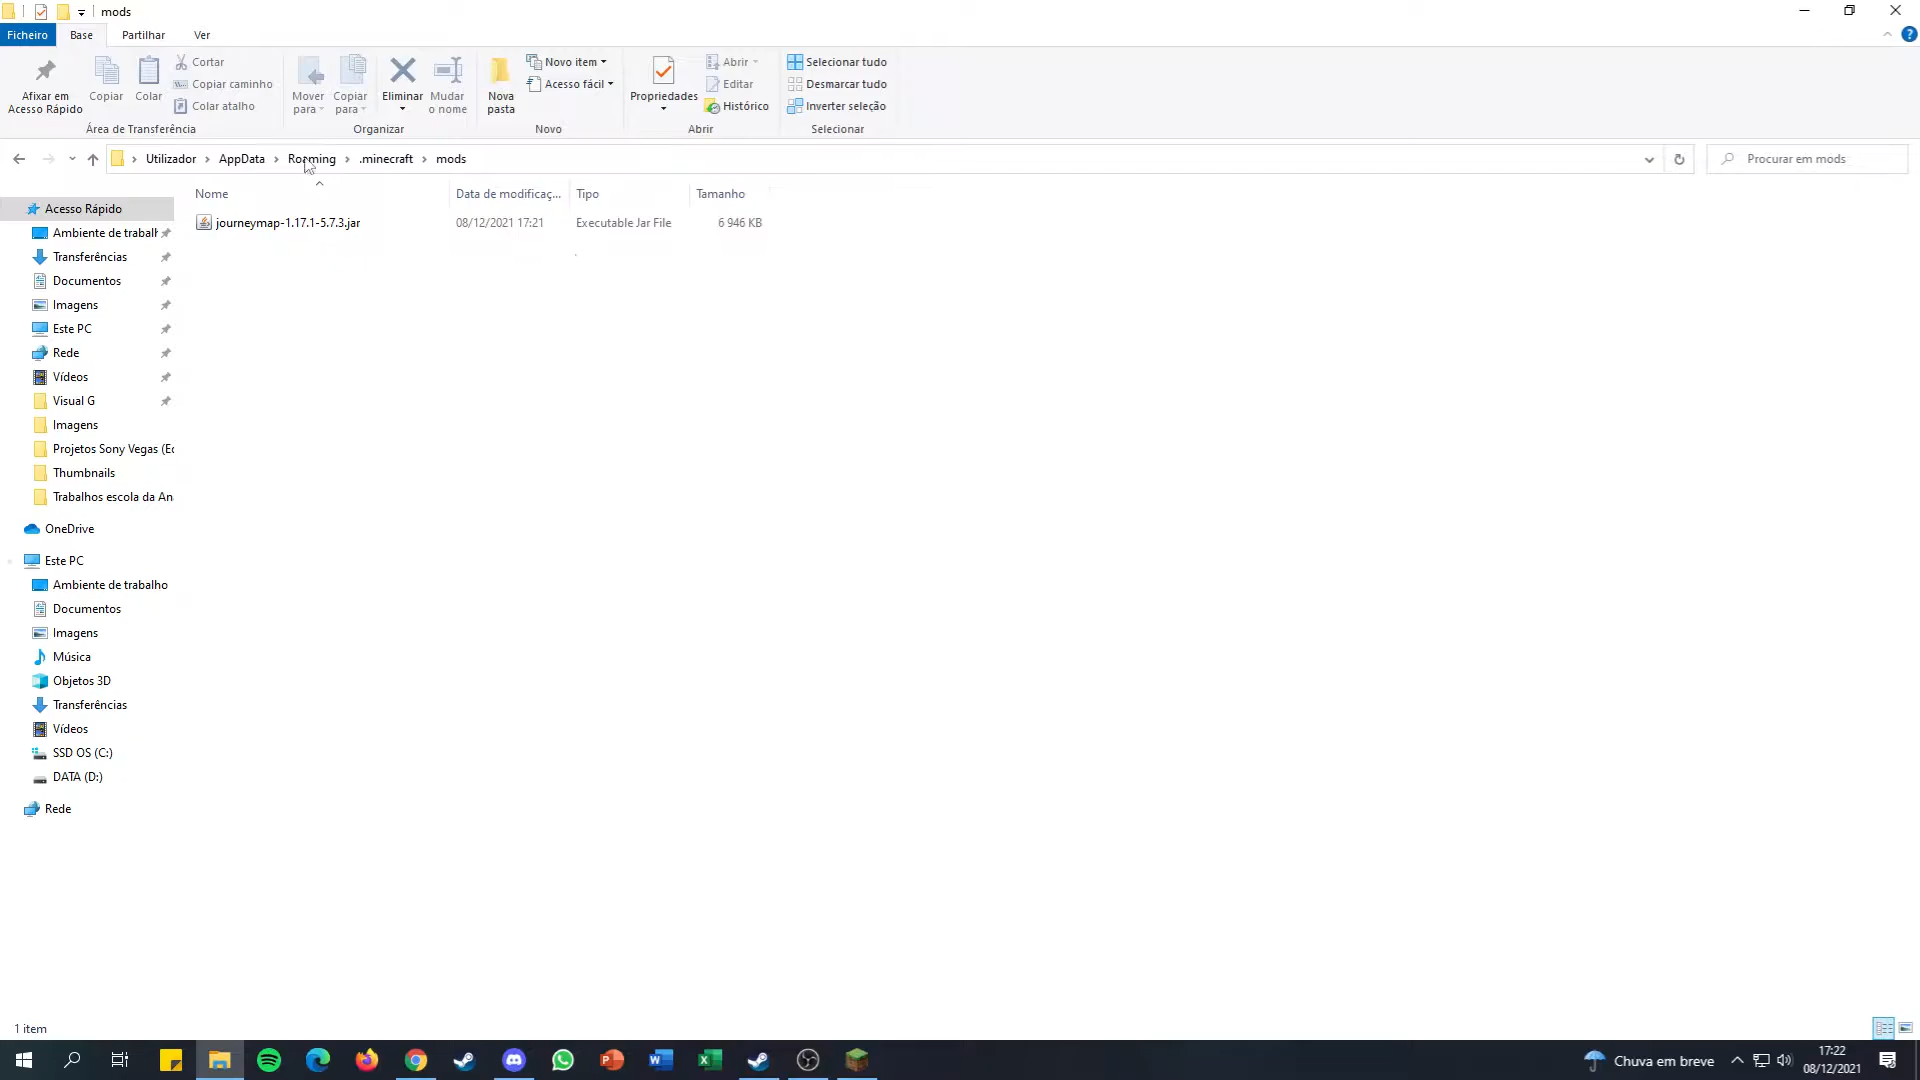 mods
Ficheiro Base Partilhar Ver
Afixar em Acesso Rápido
Copiar
Colar
Cortar
Copiar caminho
Colar atalho
Mover para
Copiar para
Eliminar
Mudar o nome
Nova pasta
Novo item
Acesso fácil
Propriedades
Abrir
Editar
Histórico
Selecionar tudo
Desmarcar tudo
Inverter seleção
Área de Transferência Organizar Novo Abrir Selecionar
Utilizador AppData Roaming .minecraft mods Procurar em mods
Nome Data de modificaç... Tipo Tamanho
journeymap-1.17.1-5.7.3.jar 08/12/2021 17:21 Executable Jar File 6 946 KB
Acesso Rápido
Ambiente de trabalh
Transferências
Documentos
Imagens
Este PC
Rede
Vídeos
Visual G
Imagens
Projetos Sony Vegas (Ec
Thumbnails
Trabalhos escola da An
OneDrive
Este PC
Ambiente de trabalho
Documentos
Imagens
Música
Objetos 3D
Transferências
Vídeos
SSD OS (C:)
DATA (D:)
Rede
1 item
Chuva em breve
17:22
08/12/2021